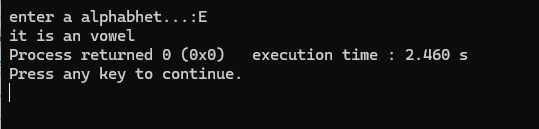 enter a alphabhet...:E
it is an vowel
Process returned 0 (0x0)   execution time : 2.460 s
Press any key to continue.